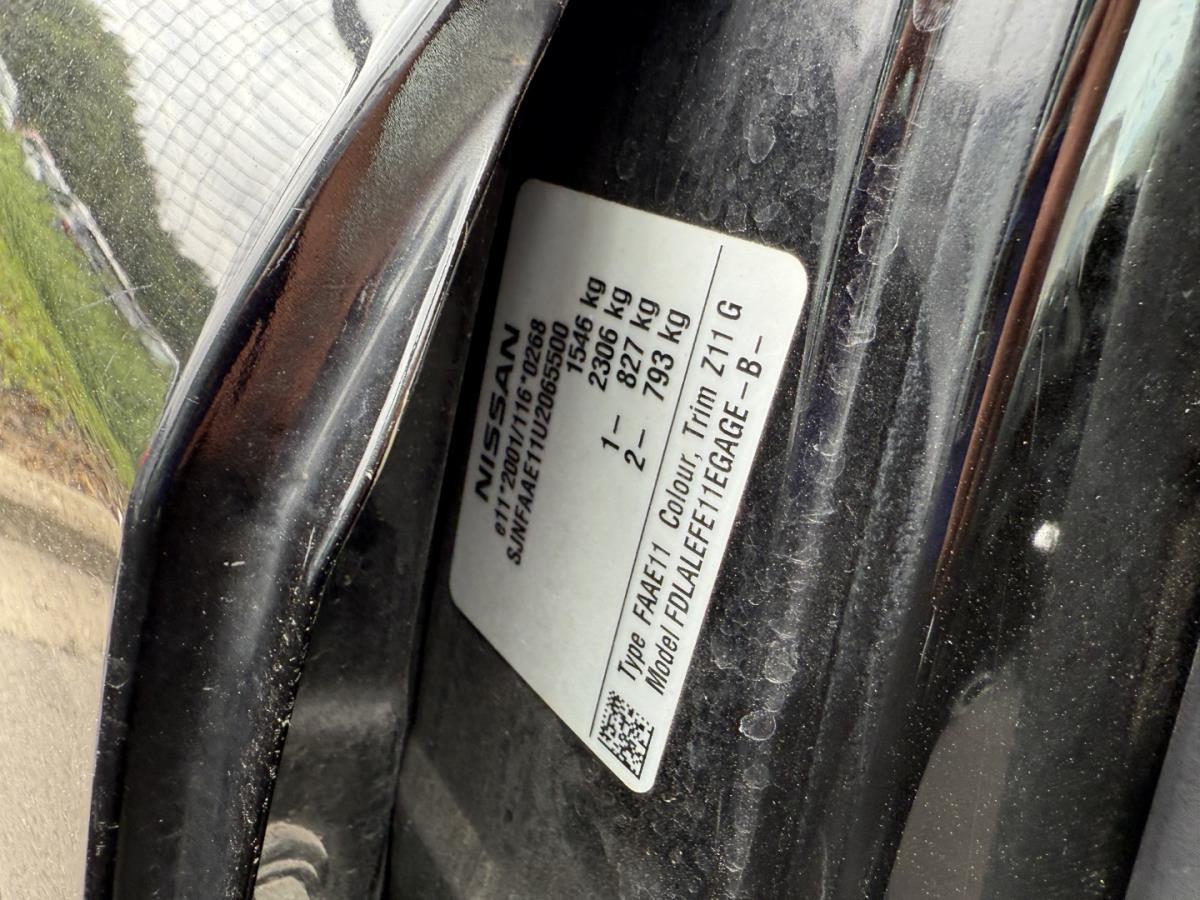 NISSAN
e11*2001/116*0268
SJNFAAE11U2065500
1546 kg
2306 kg
1– 827 kg
2– 793 kg
Type FAAE11 Colour, Trim Z11 G
Model FDLALEFE11EGAGE–B–